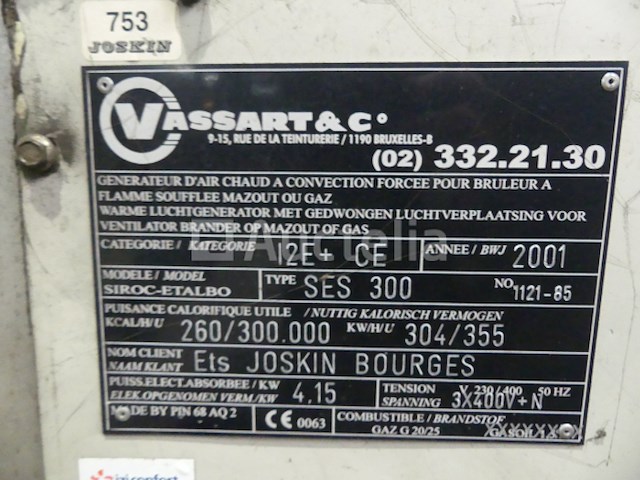 753
JOSKIN
VASSART & C°
9-15, RUE DE LA TEINTURERIE / 1190 BRUXELLES-B
(02) 332.21.30
GENERATEUR D'AIR CHAUD A CONVECTION FORCEE POUR BRULEUR A
FLAMME SOUFFLEE MAZOUT OU GAZ
WARME LUCHTGENERATOR MET GEDWONGEN LUCHTVERPLAATSING VOOR
VENTILATOR BRANDER OP MAZOUT OF GAS
CATEGORIE / KATEGORIE I2E+ CE ANNEE / BWJ 2001
MODELE / MODEL SIROC-ETALBO TYPE SES 300 NO 1121-85
PUISANCE CALORIFIQUE UTILE / NUTTIG KALORISCH VERMOGEN
KCAL/H/U 260/300.000 KW/H/U 304/355
NOM CLIENT NAAM KLANT Ets JOSKIN BOURGES
PUISS.ELECT.ABSORBEE / KW ELEK.OPGENOMEN VERM./KW 4,15 TENSION V 230/400 50 HZ SPANNING 3X400V+N
MADE BY PIN 68 AQ 2 CE 0063 COMBUSTIBLE / BRANDSTOF GAZ G 20/25
Auctelia